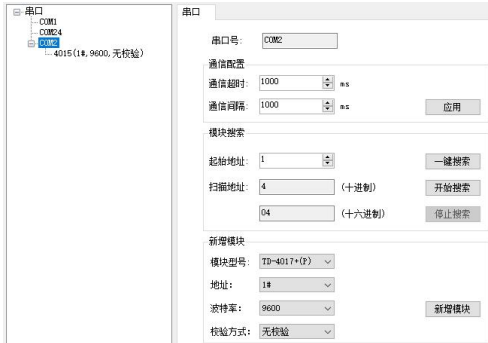 串口
COM1
COM24
COM2
4015(1#,9600,无校验)
串口
串口号: COM2
通信配置
通信超时: 1000 ms
通信间隔: 1000 ms 应用
模块搜索
起始地址: 1 一键搜索
扫描地址: 4 (十进制) 开始搜索
04 (十六进制) 停止搜索
新增模块
模块型号: TD-4017+(P)
地址: 1#
波特率: 9600 新增模块
校验方式: 无校验